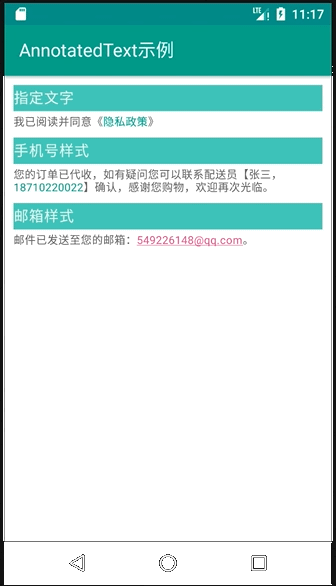 LTE 11:17
AnnotatedText示例
指定文字
我已阅读并同意《隐私政策》
手机号样式
您的订单已代收，如有疑问您可以联系配送员【张三，
18710220022】确认，感谢您购物，欢迎再次光临。
邮箱样式
邮件已发送至您的邮箱：549226148@qq.com。